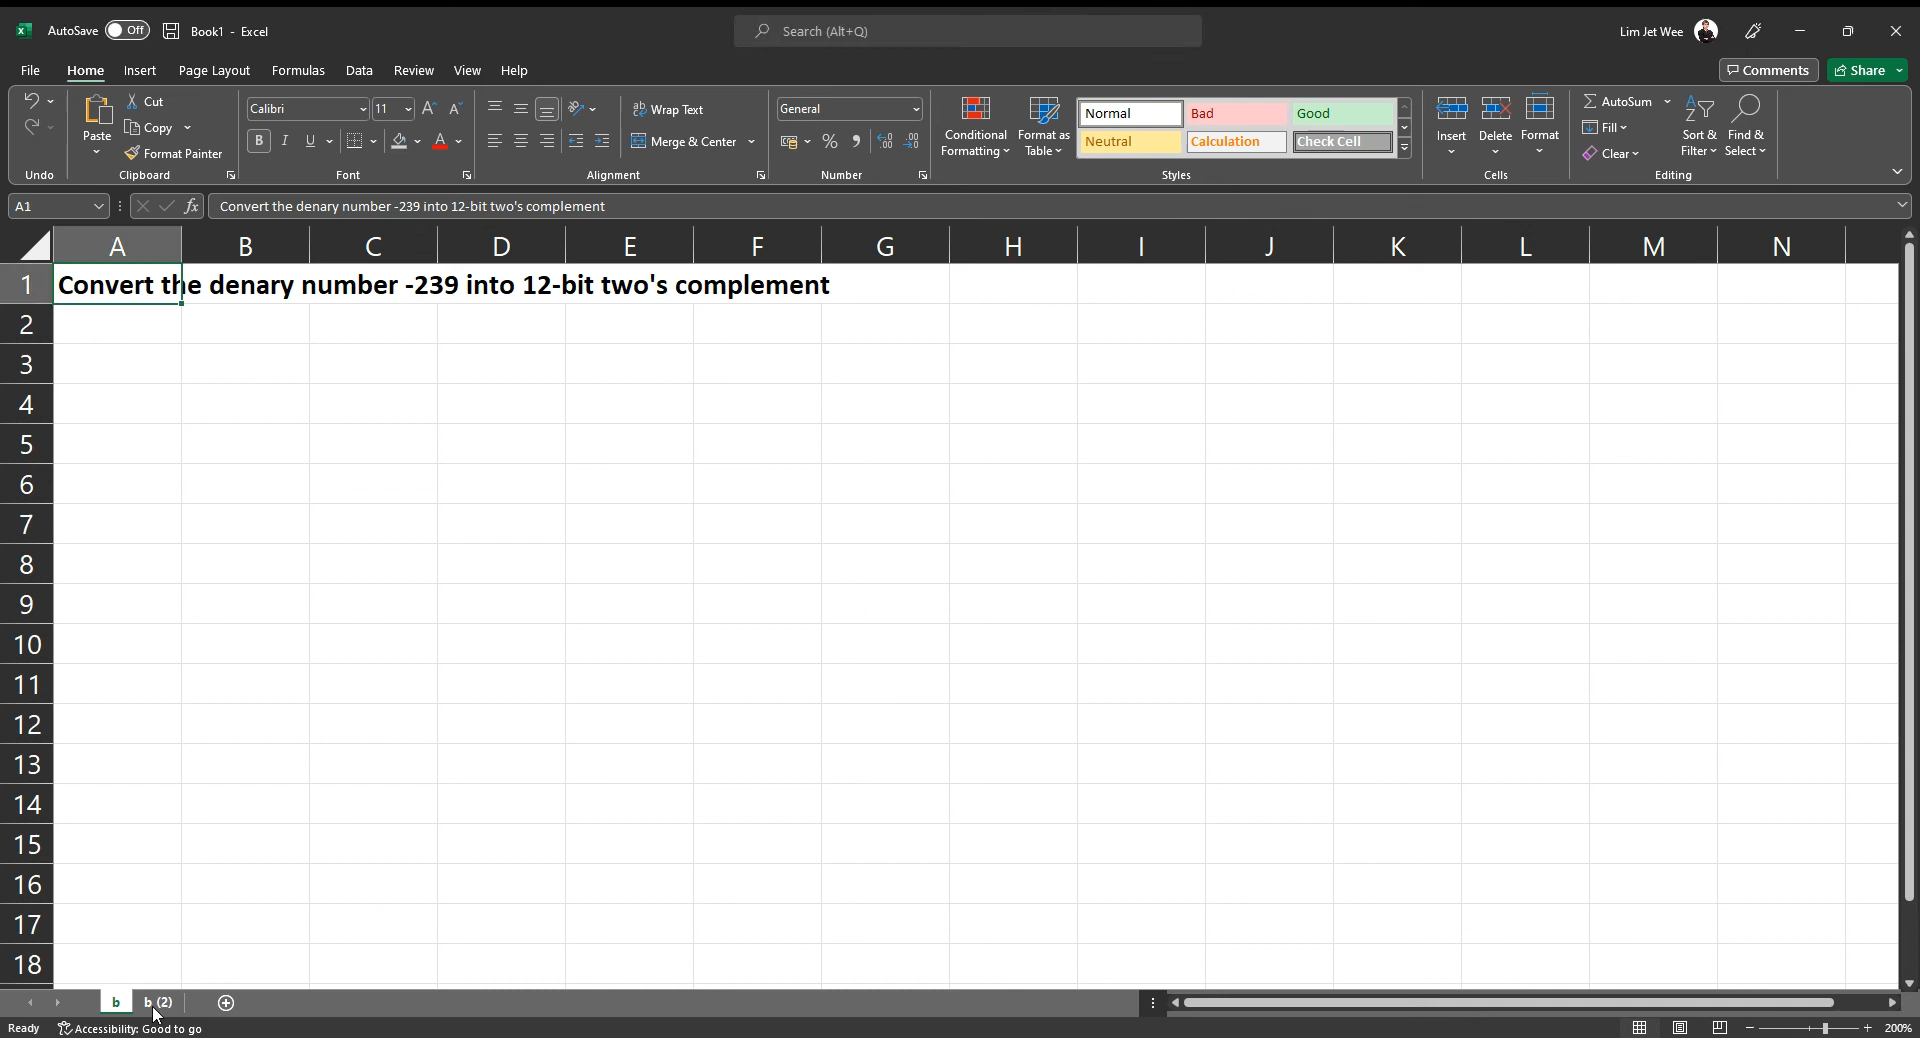 AutoSave Off Book1 - Excel Search (Alt+Q) Lim Jet Wee
File Home Insert Page Layout Formulas Data Review View Help Comments Share
Paste Cut Copy Format Painter
Undo Clipboard
Calibri 11 B I U
Font
Wrap Text
Merge & Center
Alignment
General
% 
Number
Conditional Formatting
Format as Table
Normal Bad Good
Neutral Calculation Check Cell
Styles
Insert Delete Format
Cells
AutoSum
Fill
Clear
Sort & Filter
Find & Select
Editing
A1 fx Convert the denary number -239 into 12-bit two's complement
A B C D E F G H I J K L M N
1 Convert the denary number -239 into 12-bit two's complement
2
3
4
5
6
7
8
9
10
11
12
13
14
15
16
17
18
b b (2)
Ready Accessibility: Good to go 200%